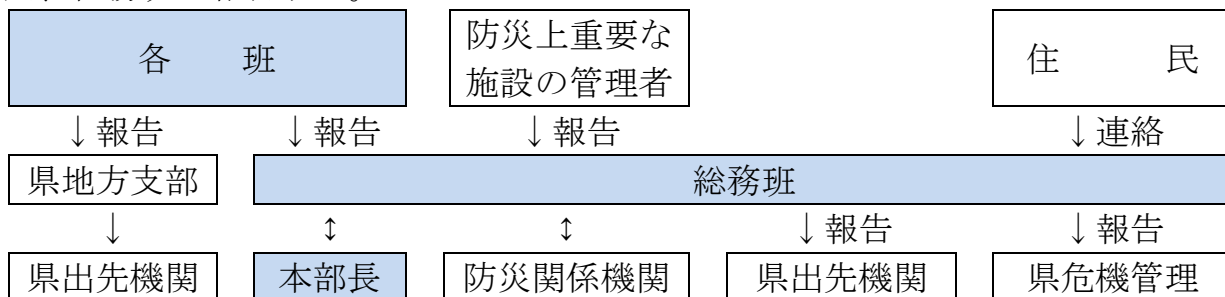 各　　班
防災上重要な
施設の管理者
住　　　民
↓報告　↓報告　↓報告　↓連絡
県地方支部　総務班
↓　↕　↕　↓報告　↓報告
県出先機関　本部長　防災関係機関　県出先機関　県危機管理